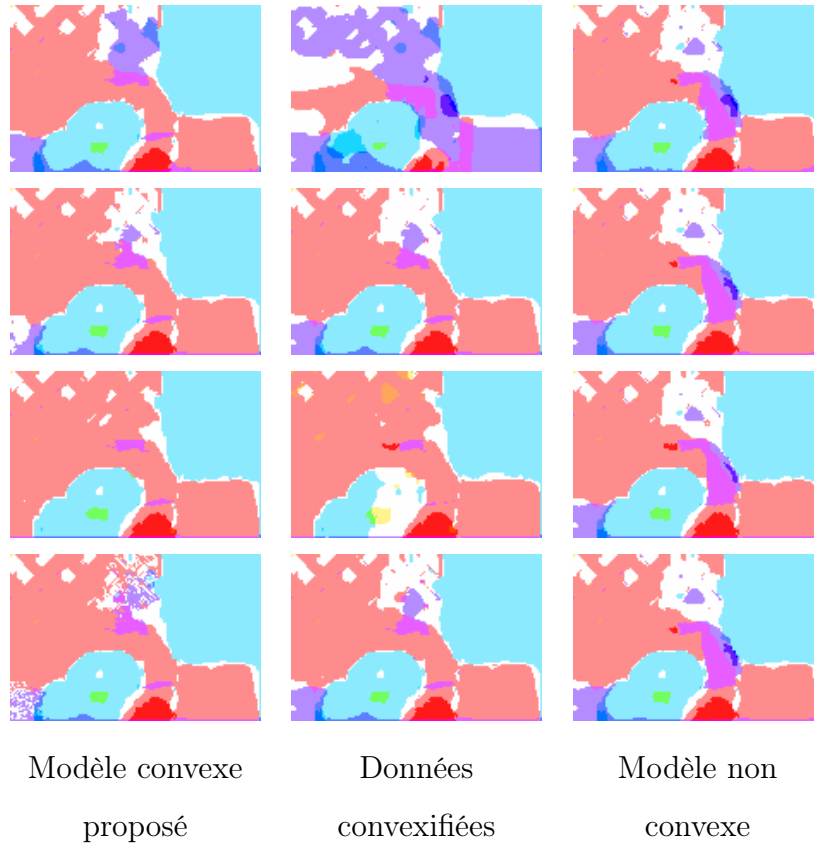 Modèle convexe
proposé
Données
convexifiées
Modèle non
convexe